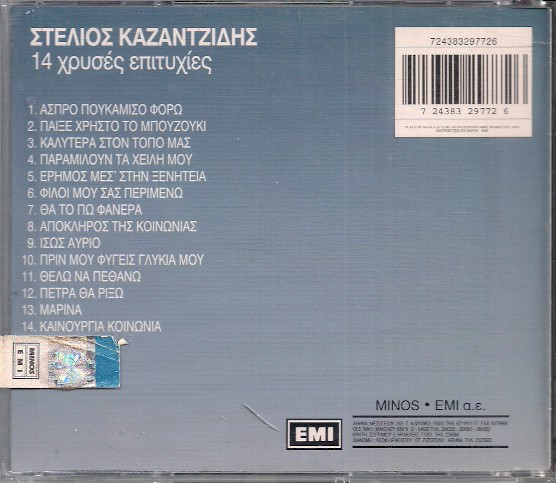 ΣΤΕΛΙΟΣ ΚΑΖΑΝΤΖΙΔΗΣ
14 χρυσές επιτυχίες
724383297726
7 24383 29772 6
1. ΑΣΠΡΟ ΠΟΥΚΑΜΙΣΟ ΦΟΡΩ
2. ΠΑΙΞΕ ΧΡΗΣΤΟ ΤΟ ΜΠΟΥΖΟΥΚΙ
3. ΚΑΛΥΤΕΡΑ ΣΤΟΝ ΤΟΠΟ ΜΑΣ
4. ΠΑΡΑΜΙΛΟΥΝ ΤΑ ΧΕΙΛΗ ΜΟΥ
5. ΕΡΗΜΟΣ ΜΕΣ' ΣΤΗΝ ΞΕΝΗΤΕΙΑ
6. ΦΙΛΟΙ ΜΟΥ ΣΑΣ ΠΕΡΙΜΕΝΩ
7. ΘΑ ΤΟ ΠΩ ΦΑΝΕΡΑ
8. ΑΠΟΚΛΗΡΟΣ ΤΗΣ ΚΟΙΝΩΝΙΑΣ
9. ΙΣΩΣ ΑΥΡΙΟ
10. ΠΡΙΝ ΜΟΥ ΦΥΓΕΙΣ ΓΛΥΚΙΑ ΜΟΥ
11. ΘΕΛΩ ΝΑ ΠΕΘΑΝΩ
12. ΠΕΤΡΑ ΘΑ ΡΙΞΩ
13. ΜΑΡΙΝΑ
14. ΚΑΙΝΟΥΡΓΙΑ ΚΟΙΝΩΝΙΑ
MINOS
EMI
MINOS • EMI α.ε.
EMI